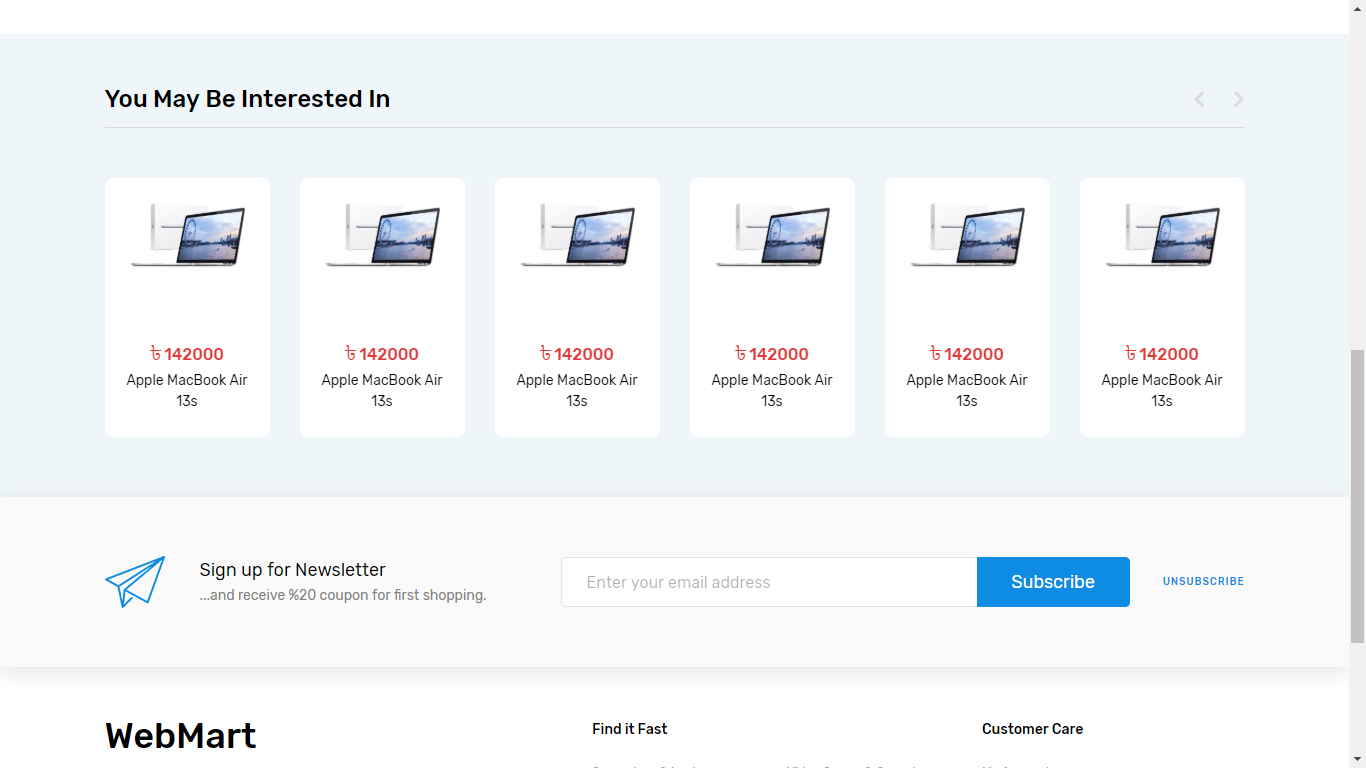 You May Be Interested In
৳ 142000
Apple MacBook Air
13s
৳ 142000
Apple MacBook Air
13s
৳ 142000
Apple MacBook Air
13s
৳ 142000
Apple MacBook Air
13s
৳ 142000
Apple MacBook Air
13s
৳ 142000
Apple MacBook Air
13s
Sign up for Newsletter
...and receive %20 coupon for first shopping.
Enter your email address
Subscribe
UNSUBSCRIBE
WebMart
Find it Fast
Customer Care